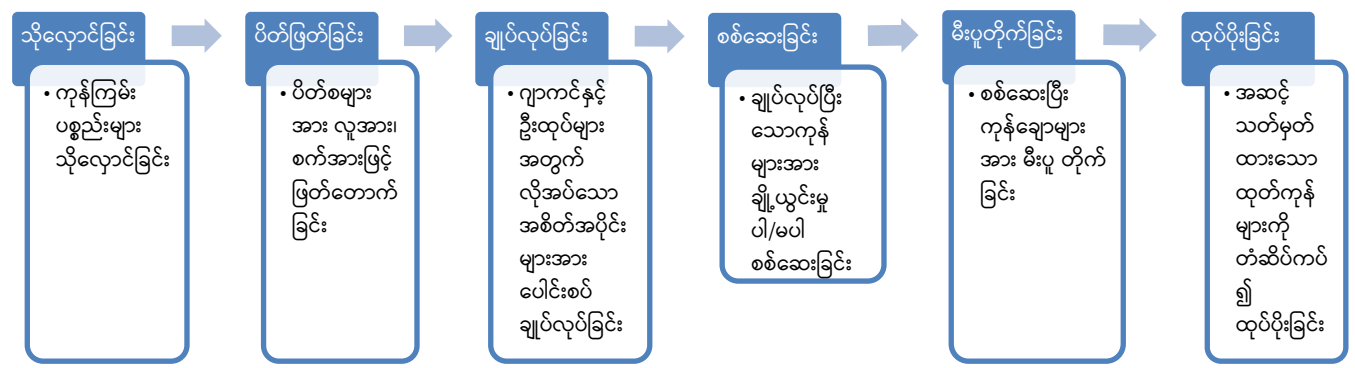 သိုလှောင်ခြင်း
• ကုန်ကြမ်း
ပစ္စည်းများ
သိုလှောင်ခြင်း
ပိတ်ဖြတ်ခြင်း
• ပိတ်စများ
အား လူအား၊
စက်အားဖြင့်
ဖြတ်တောက်
ခြင်း
ချုပ်လုပ်ခြင်း
• ဂျာကင်နှင့်
ဦးထုပ်များ
အတွက်
လိုအပ်သော
အစိတ်အပိုင်း
များအား
ပေါင်းစပ်
ချုပ်လုပ်ခြင်း
စစ်ဆေးခြင်း
• ချုပ်လုပ်ပြီး
သောကုန်
များအား
ချို့ယွင်းမှု
ပါ/မပါ
စစ်ဆေးခြင်း
မီးပူတိုက်ခြင်း
• စစ်ဆေးပြီး
ကုန်ချောများ
အား မီးပူ တိုက်
ခြင်း
ထုပ်ပိုးခြင်း
• အဆင့်
သတ်မှတ်
ထားသော
ထုတ်ကုန်
များကို
တံဆိပ်ကပ်
၍
ထုပ်ပိုးခြင်း